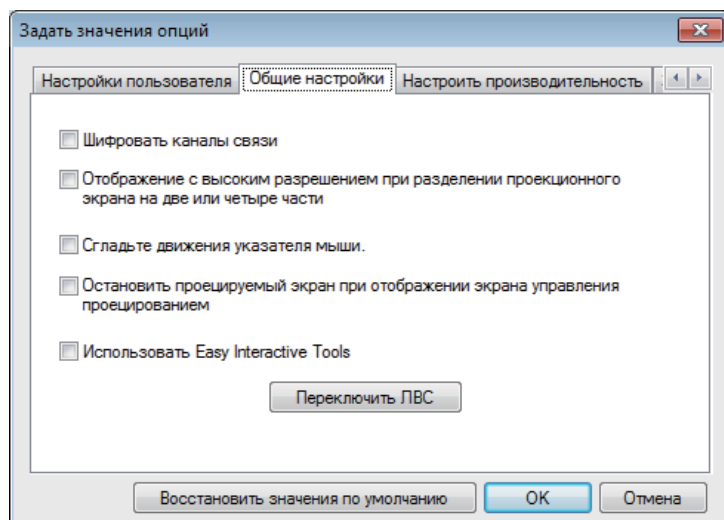 Задать значения опций
Настройки пользователя Общие настройки Настроить производительность
Шифровать каналы связи
Отображение с высоким разрешением при разделении проекционного
экрана на две или четыре части
Сгладьте движения указателя мыши.
Остановить проецируемый экран при отображении экрана управления
проецированием
Использовать Easy Interactive Tools
Переключить ЛВС
Восстановить значения по умолчанию OK Отмена